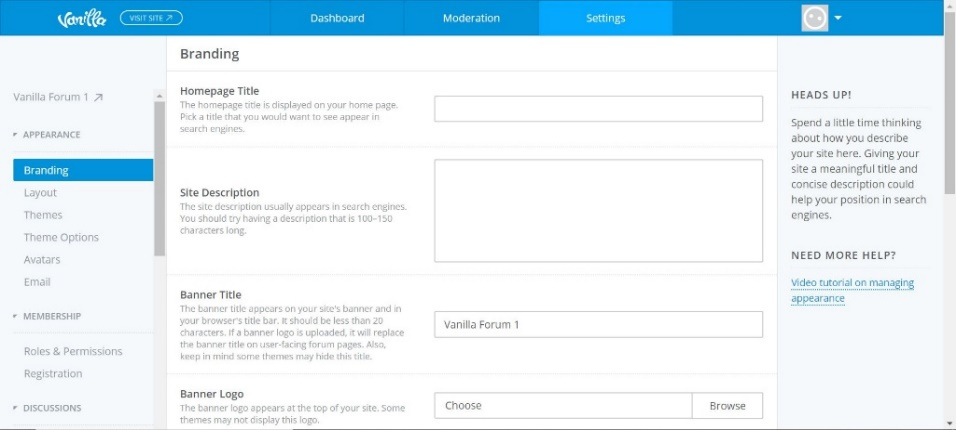 Vanilla
VISIT SITE ↗
Dashboard
Moderation
Settings
Vanilla Forum 1 ↗
APPEARANCE
Branding
Layout
Themes
Theme Options
Avatars
Email
MEMBERSHIP
Roles & Permissions
Registration
DISCUSSIONS
Branding
Homepage Title
The homepage title is displayed on your home page.
Pick a title that you would want to see appear in
search engines.
Site Description
The site description usually appears in search engines.
You should try having a description that is 100–150
characters long.
Banner Title
The banner title appears on your site's banner and in
your browser's title bar. It should be less than 20
characters. If a banner logo is uploaded, it will replace
the banner title on user-facing forum pages. Also,
keep in mind some themes may hide this title.
Vanilla Forum 1
Banner Logo
The banner logo appears at the top of your site. Some
themes may not display this logo.
Choose
Browse
HEADS UP!
Spend a little time thinking
about how you describe
your site here. Giving your
site a meaningful title and
concise description could
help your position in search
engines.
NEED MORE HELP?
Video tutorial on managing
appearance